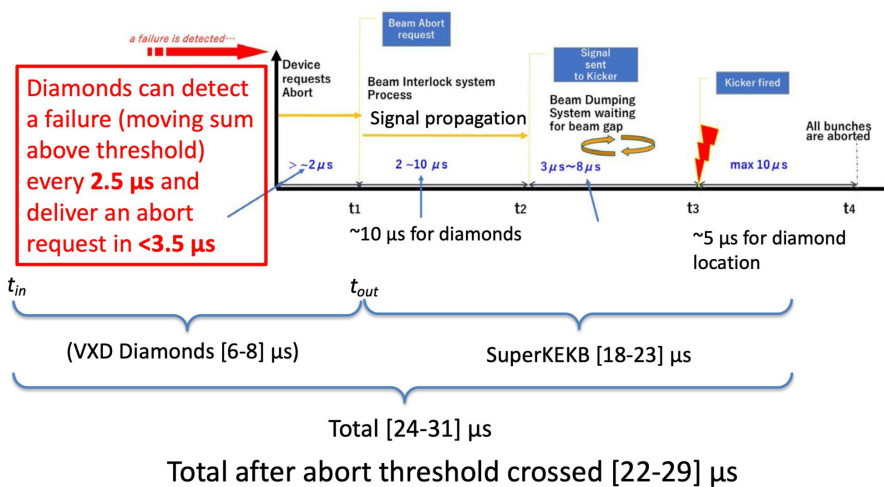 a failure is detected…
Beam Abort
request
Device
requests
Abort
Signal
sent
to Kicker
Kicker fired
Diamonds can detect
a failure (moving sum
above threshold)
every 2.5 μs and
deliver an abort
request in <3.5 μs
Beam Interlock system
Process
Signal propagation
Beam Dumping
System waiting
for beam gap
All bunches
are aborted
> ~2μs
2 ~10 μs
3μs~8μs
max 10μs
t1
t2
t3
t4
~10 μs for diamonds
~5 μs for diamond
location
tin
tout
(VXD Diamonds [6-8] μs)
SuperKEKB [18-23] μs
Total [24-31] μs
Total after abort threshold crossed [22-29] μs